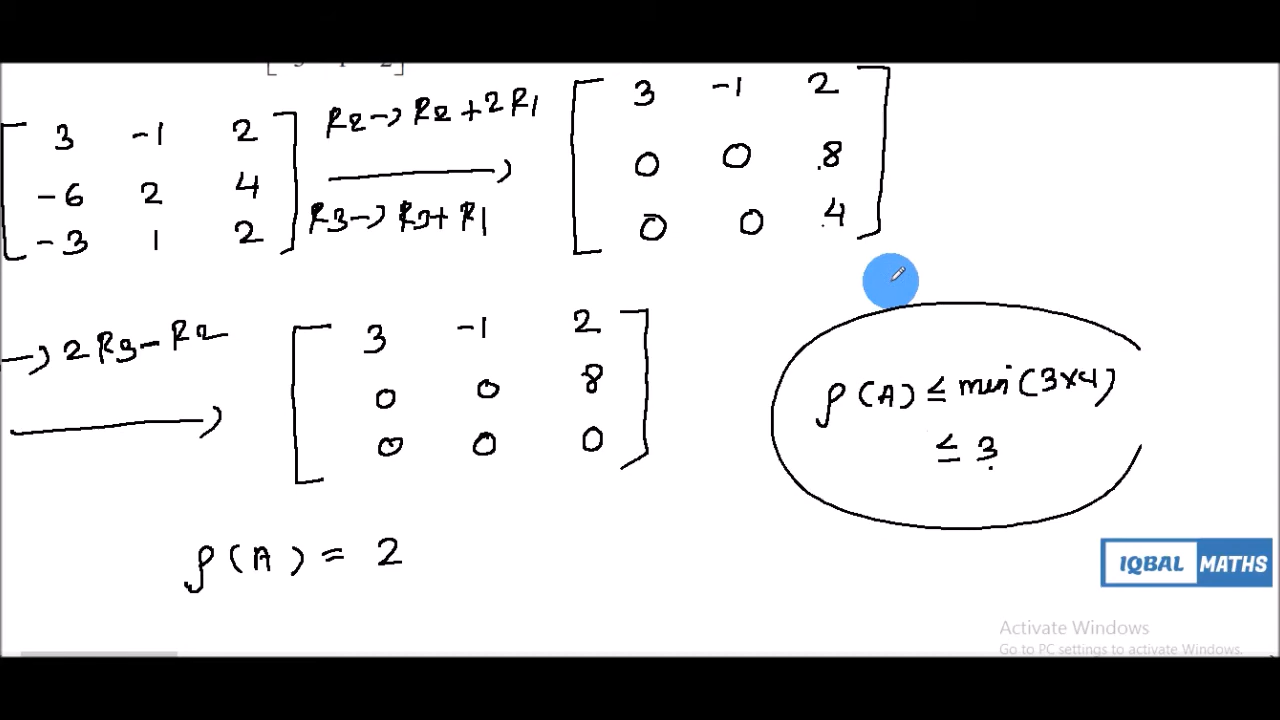 3 -1 2
-6 2 4
-3 1 2
R2→R2+2R1
R3→R3+R1
3 -1 2
0 0 8
0 0 4
→2R3-R2
3 -1 2
0 0 8
0 0 0
ρ(A) ≤ min(3×4)
≤ 3
ρ(A) = 2
IQBAL MATHS
Activate Windows
Go to PC settings to activate Windows.